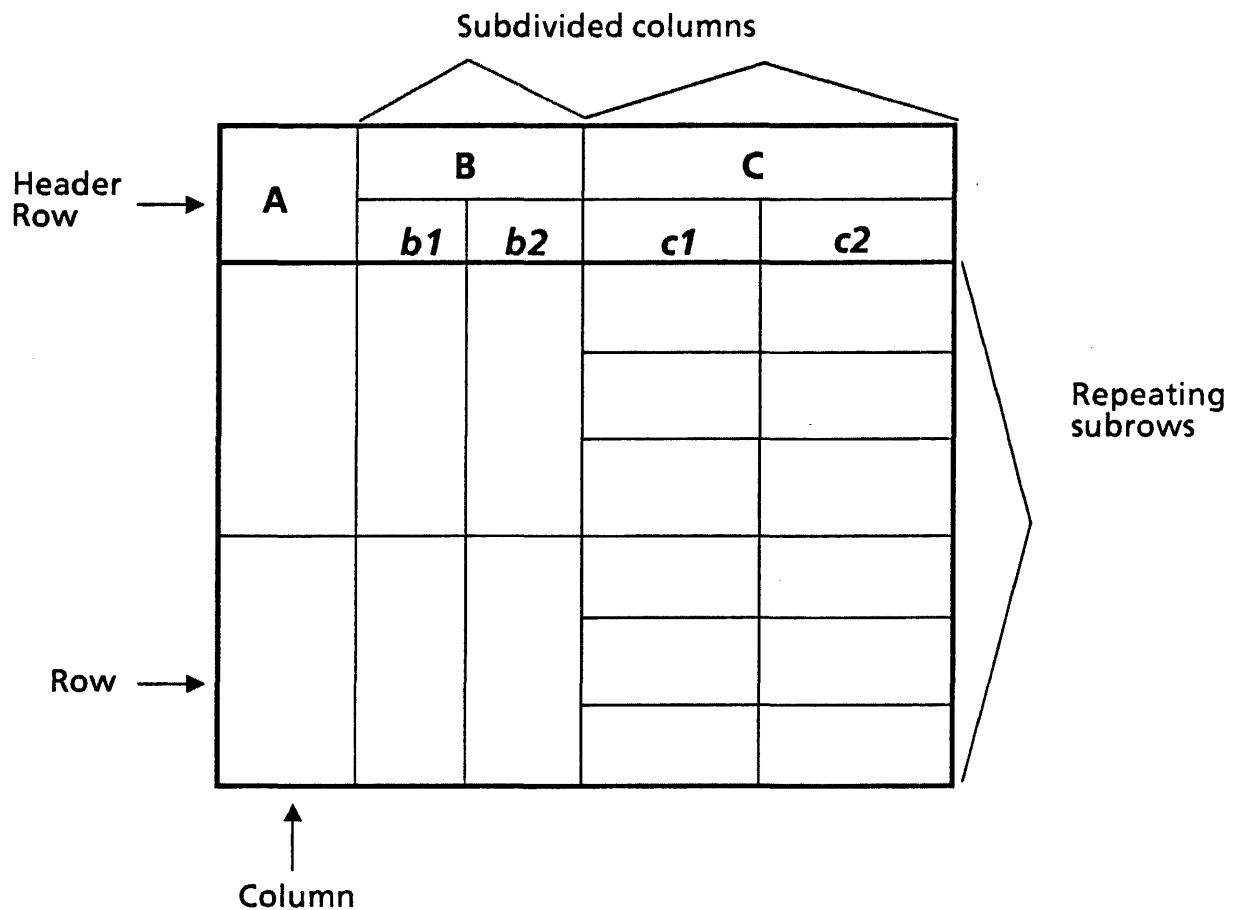 Subdivided columns
Header
Row
A
B
C
b1
b2
c1
c2
Repeating
subrows
Row
Column